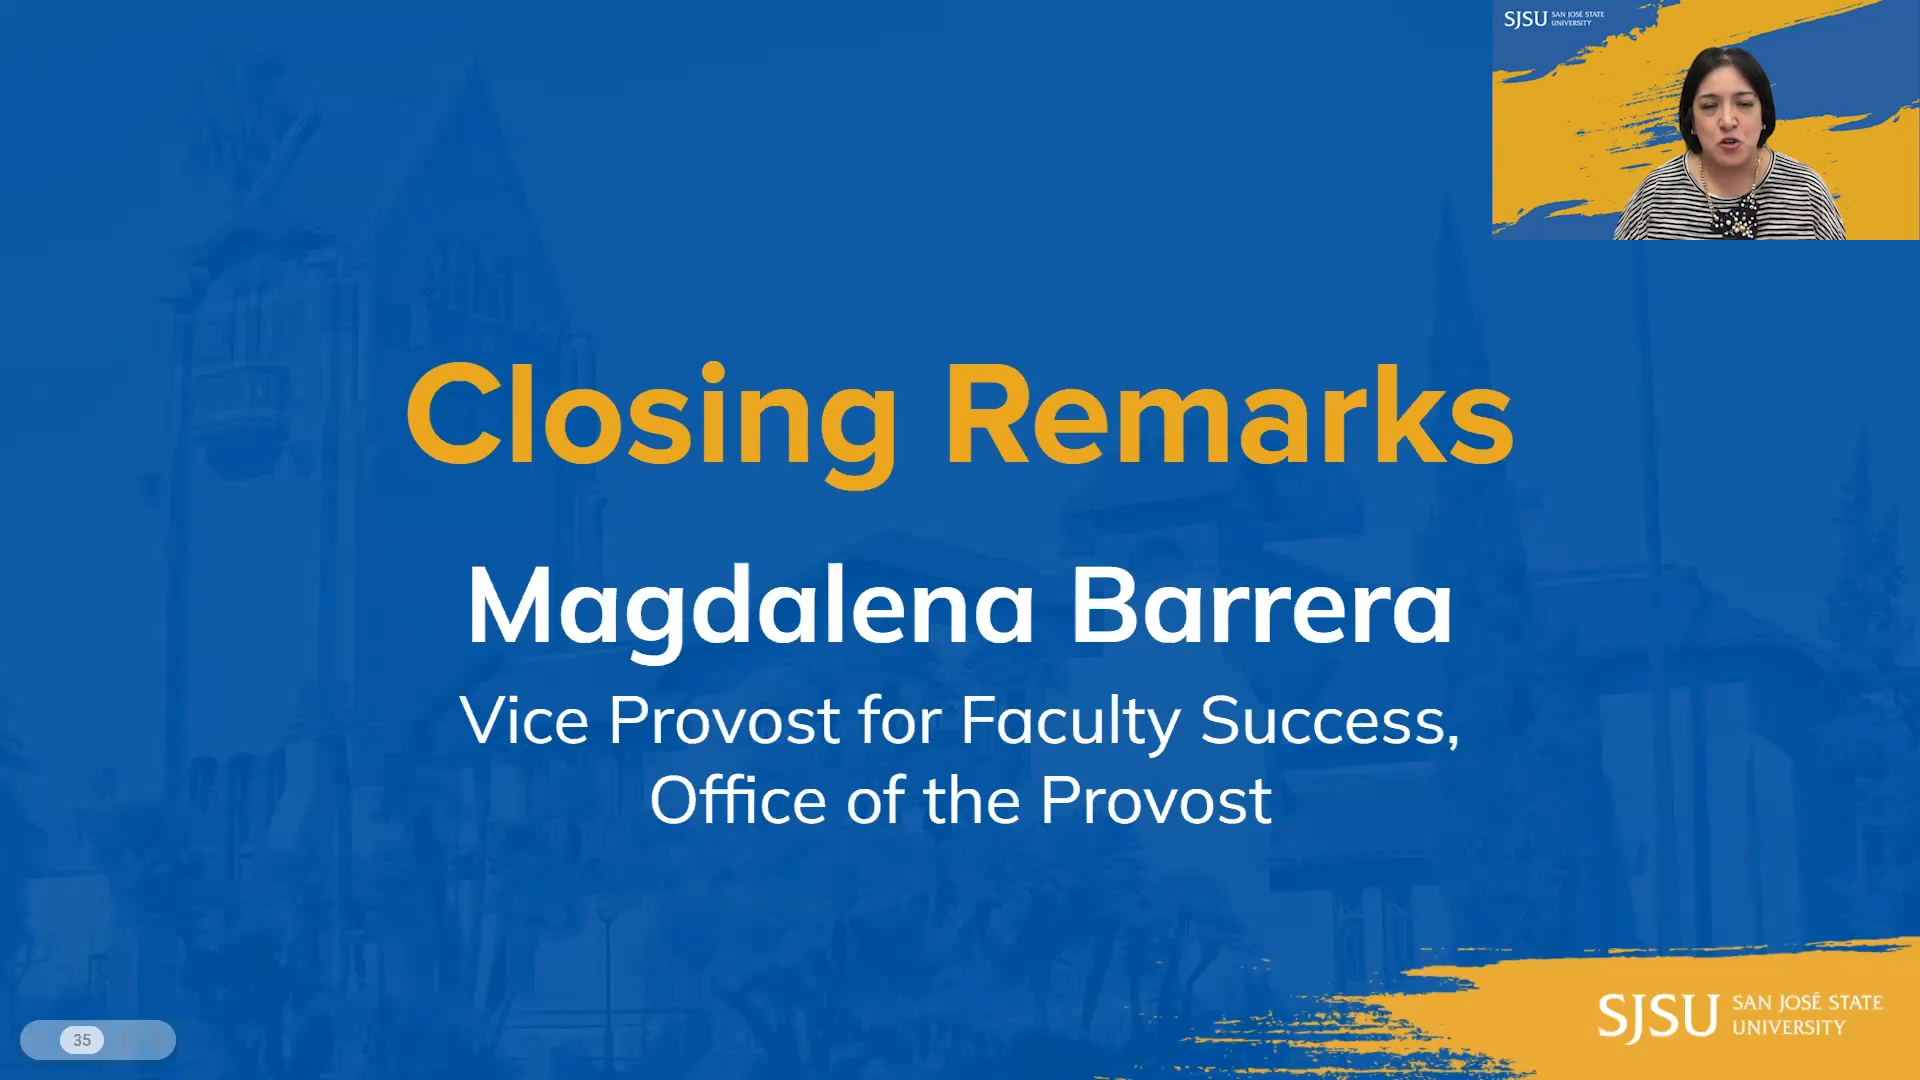 SJSU SAN JOSÉ STATE
UNIVERSITY
Closing Remarks
Magdalena Barrera
Vice Provost for Faculty Success,
Office of the Provost
35
SJSU SAN JOSÉ STATE
UNIVERSITY